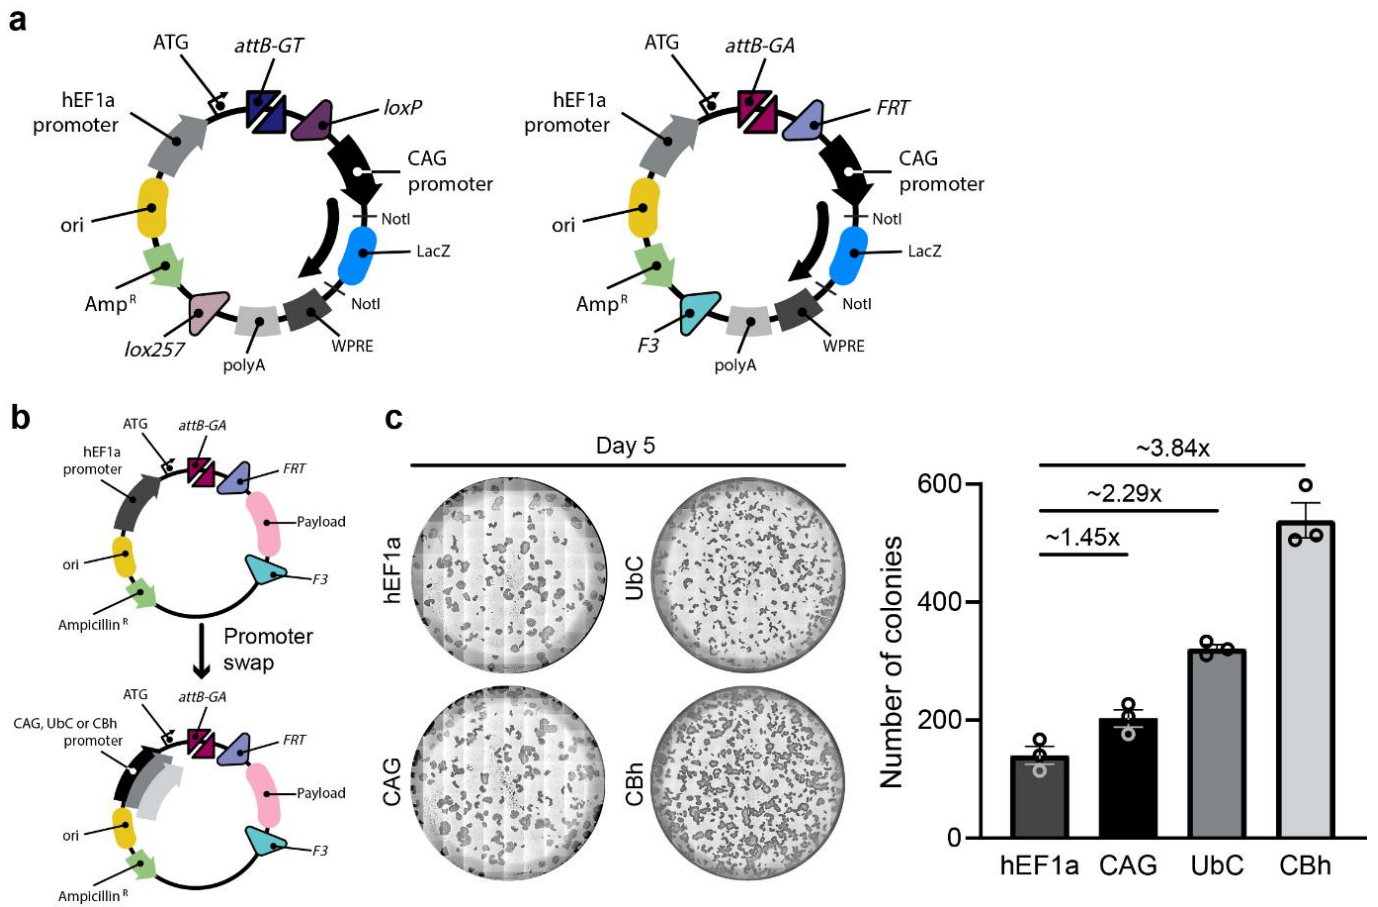 a
ATG
attB-GT
hEF1a
promoter
loxP
CAG
promoter
ori
NotI
LacZ
Amp R
NotI
lox257
WPRE
polyA
ATG
attB-GA
hEF1a
promoter
FRT
CAG
promoter
ori
NotI
LacZ
Amp R
NotI
F3
WPRE
polyA
b
ATG
attB-GA
hEF1a
promoter
FRT
Payload
ori
F3
Ampicillin R
Promoter
swap
ATG
attB-GA
CAG, UbC or CBh
promoter
FRT
Payload
ori
F3
Ampicillin R
c
Day 5
hEF1a
UbC
CAG
CBh
~3.84x
~2.29x
~1.45x
Number of colonies
600
400
200
0
hEF1a
CAG
UbC
CBh